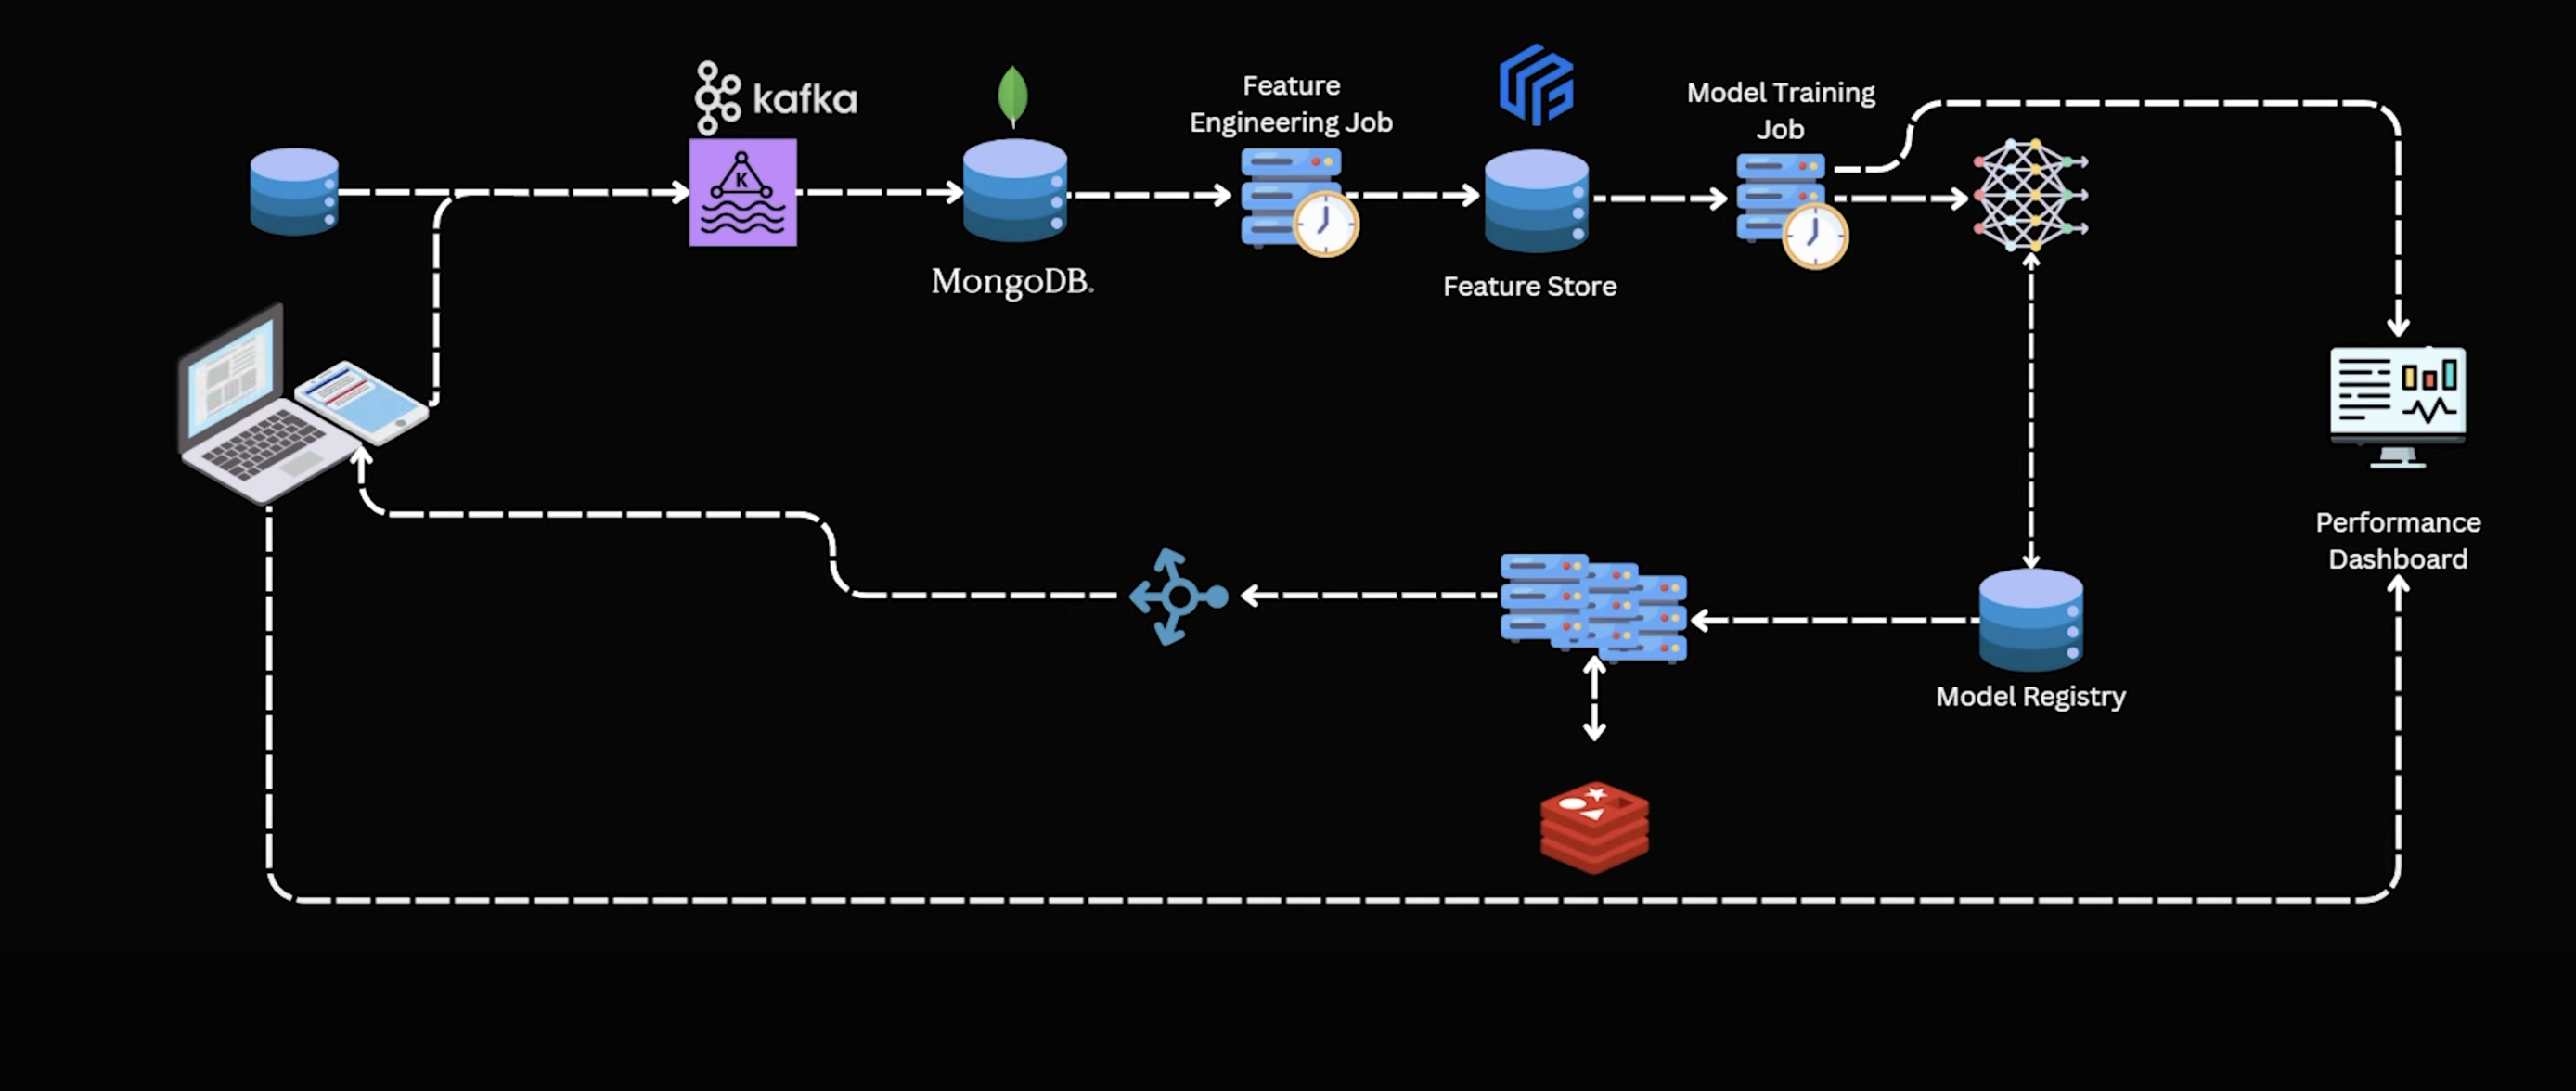 kafka
K
MongoDB.
Feature
Engineering Job
Feature Store
Model Training
Job
Performance
Dashboard
Model Registry